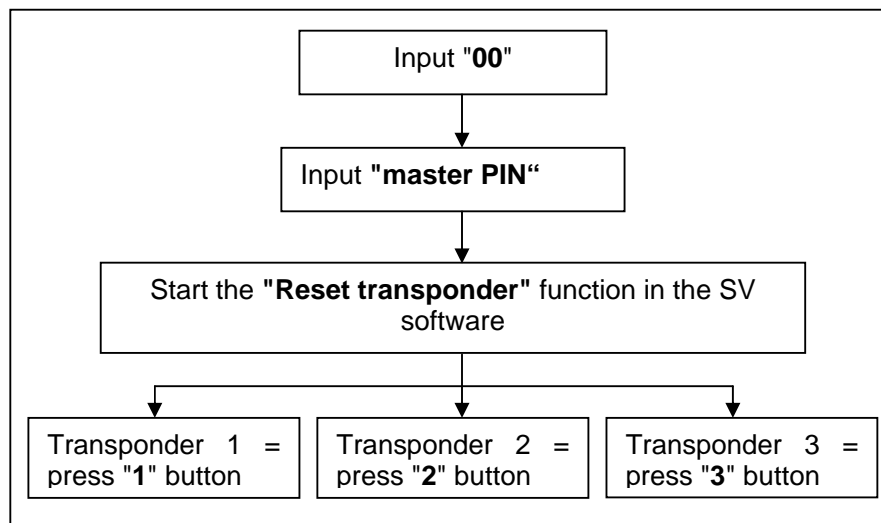 Input "00"
Input "master PIN“
Start the "Reset transponder" function in the SV
software
Transponder 1 =
press "1" button
Transponder 2 =
press "2" button
Transponder 3 =
press "3" button